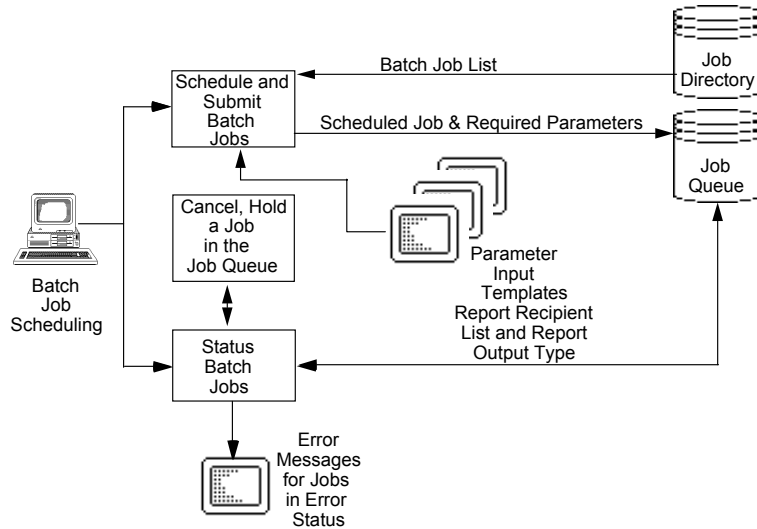 Batch Job List
Job
Directory
Schedule and
Submit
Batch
Jobs
Scheduled Job & Required Parameters
Job
Queue
Cancel, Hold
a Job
in the
Job Queue
Parameter
Input
Templates
Report Recipient
List and Report
Output Type
Batch
Job
Scheduling
Status
Batch
Jobs
Error
Messages
for Jobs
in Error
Status